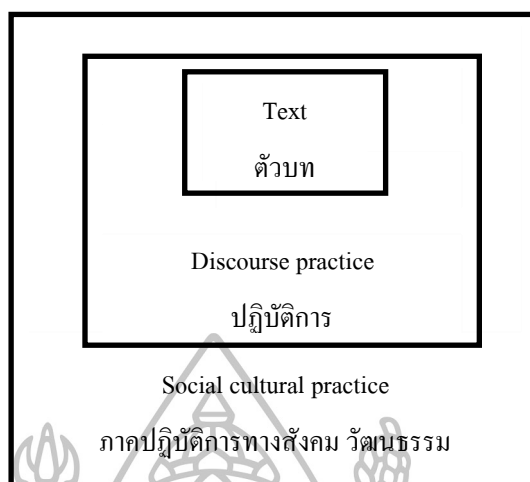 Text
ตัวบท
Discourse practice
ปฏิบัติการ
Social cultural practice
ภาคปฏิบัติการทางสังคม วัฒนธรรม